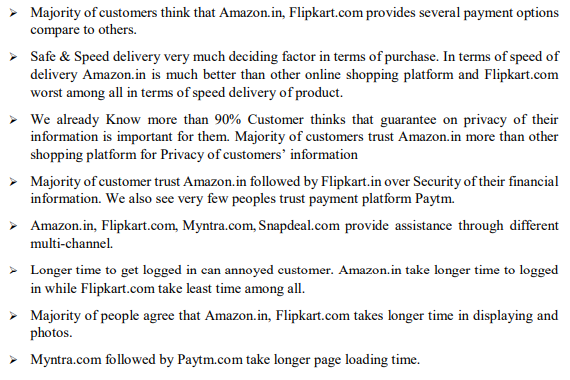 ➢ Majority of customers think that Amazon.in, Flipkart.com provides several payment options
compare to others.
➢ Safe & Speed delivery very much deciding factor in terms of purchase. In terms of speed of
delivery Amazon.in is much better than other online shopping platform and Flipkart.com
worst among all in terms of speed delivery of product.
➢ We already Know more than 90% Customer thinks that guarantee on privacy of their
information is important for them. Majority of customers trust Amazon.in more than other
shopping platform for Privacy of customers’ information
➢ Majority of customer trust Amazon.in followed by Flipkart.in over Security of their financial
information. We also see very few peoples trust payment platform Paytm.
➢ Amazon.in, Flipkart.com, Myntra.com, Snapdeal.com provide assistance through different
multi-channel.
➢ Longer time to get logged in can annoyed customer. Amazon.in take longer time to logged
in while Flipkart.com take least time among all.
➢ Majority of people agree that Amazon.in, Flipkart.com takes longer time in displaying and
photos.
➢ Myntra.com followed by Paytm.com take longer page loading time.